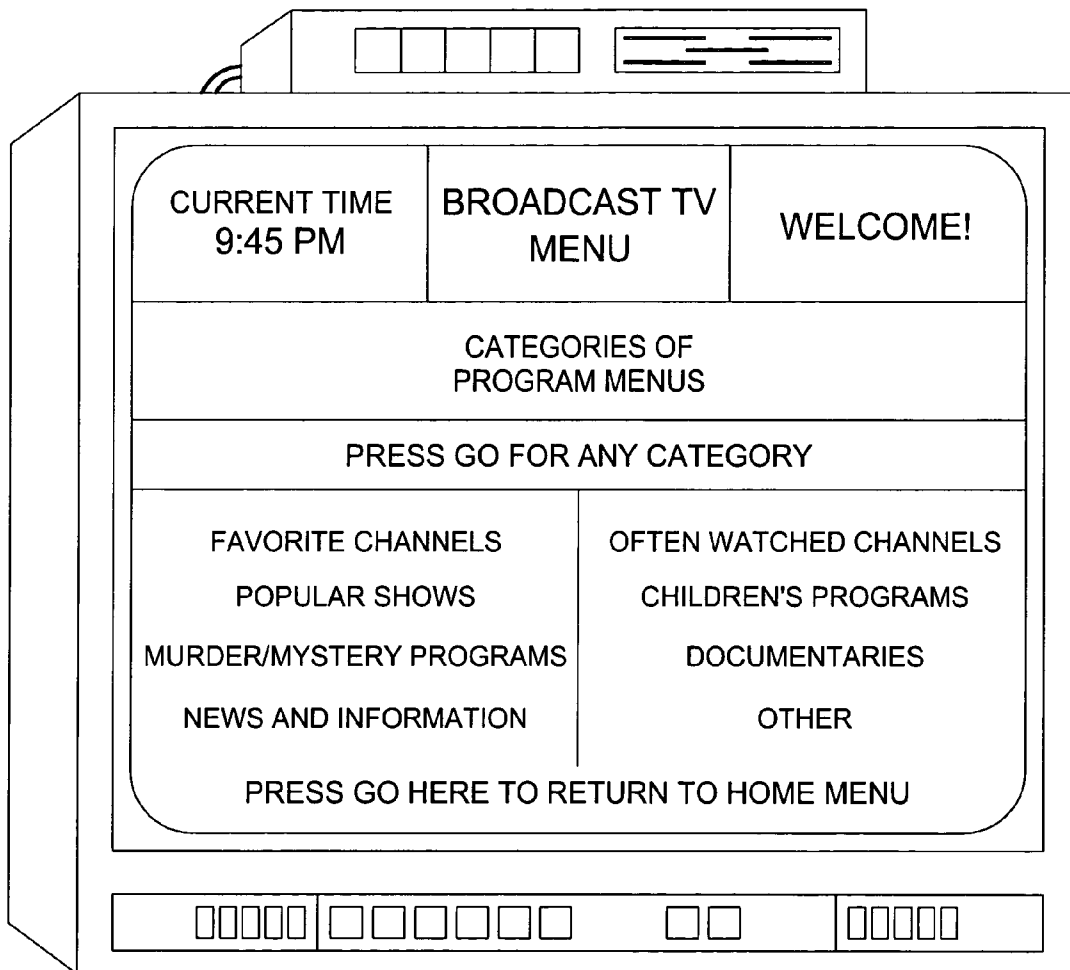 CURRENT TIME
9:45 PM
BROADCAST TV
MENU
WELCOME!
CATEGORIES OF
PROGRAM MENUS
PRESS GO FOR ANY CATEGORY
FAVORITE CHANNELS
POPULAR SHOWS
MURDER/MYSTERY PROGRAMS
NEWS AND INFORMATION
OFTEN WATCHED CHANNELS
CHILDREN'S PROGRAMS
DOCUMENTARIES
OTHER
PRESS GO HERE TO RETURN TO HOME MENU